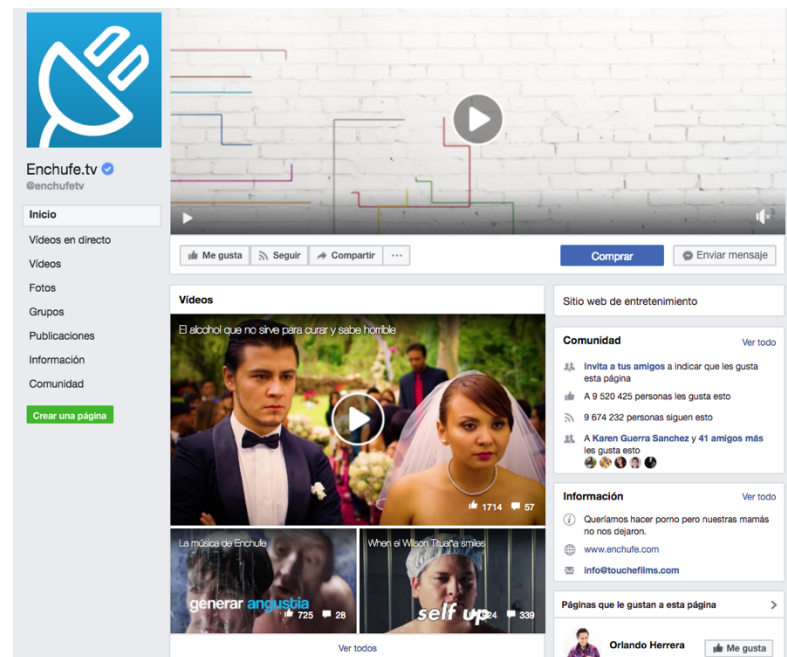 Enchufe.tv
@enchufetv
Inicio
Vídeos en directo
Vídeos
Fotos
Grupos
Publicaciones
Información
Comunidad
Crear una página
Me gusta
Seguir
Compartir
Comprar
Enviar mensaje
Vídeos
El alcohol que no sirve para curar y sabe horrible
1714
57
La música de Enchufe
generar angustia
725
28
When el Wilson Tituaña smiles
self up
24
339
Ver todos
Sitio web de entretenimiento
Comunidad
Ver todo
Invita a tus amigos a indicar que les gusta
esta página
A 9 520 425 personas les gusta esto
9 674 232 personas siguen esto
A Karen Guerra Sanchez y 41 amigos más
les gusta esto
Información
Ver todo
Queríamos hacer porno pero nuestras mamás
no nos dejaron.
www.enchufe.com
info@touchefilms.com
Páginas que le gustan a esta página
Orlando Herrera
Me gusta